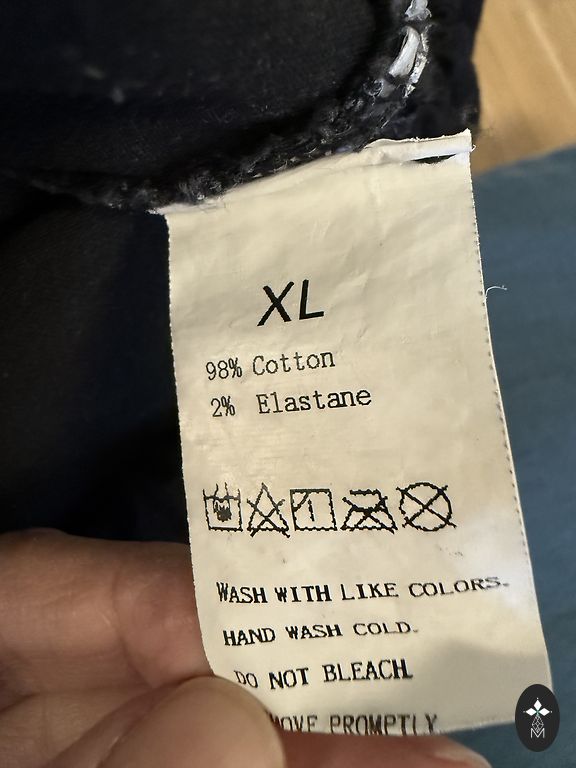 XL
98% Cotton
2% Elastane
WASH WITH LIKE COLORS.
HAND WASH COLD.
DO NOT BLEACH.
PROMPTLY